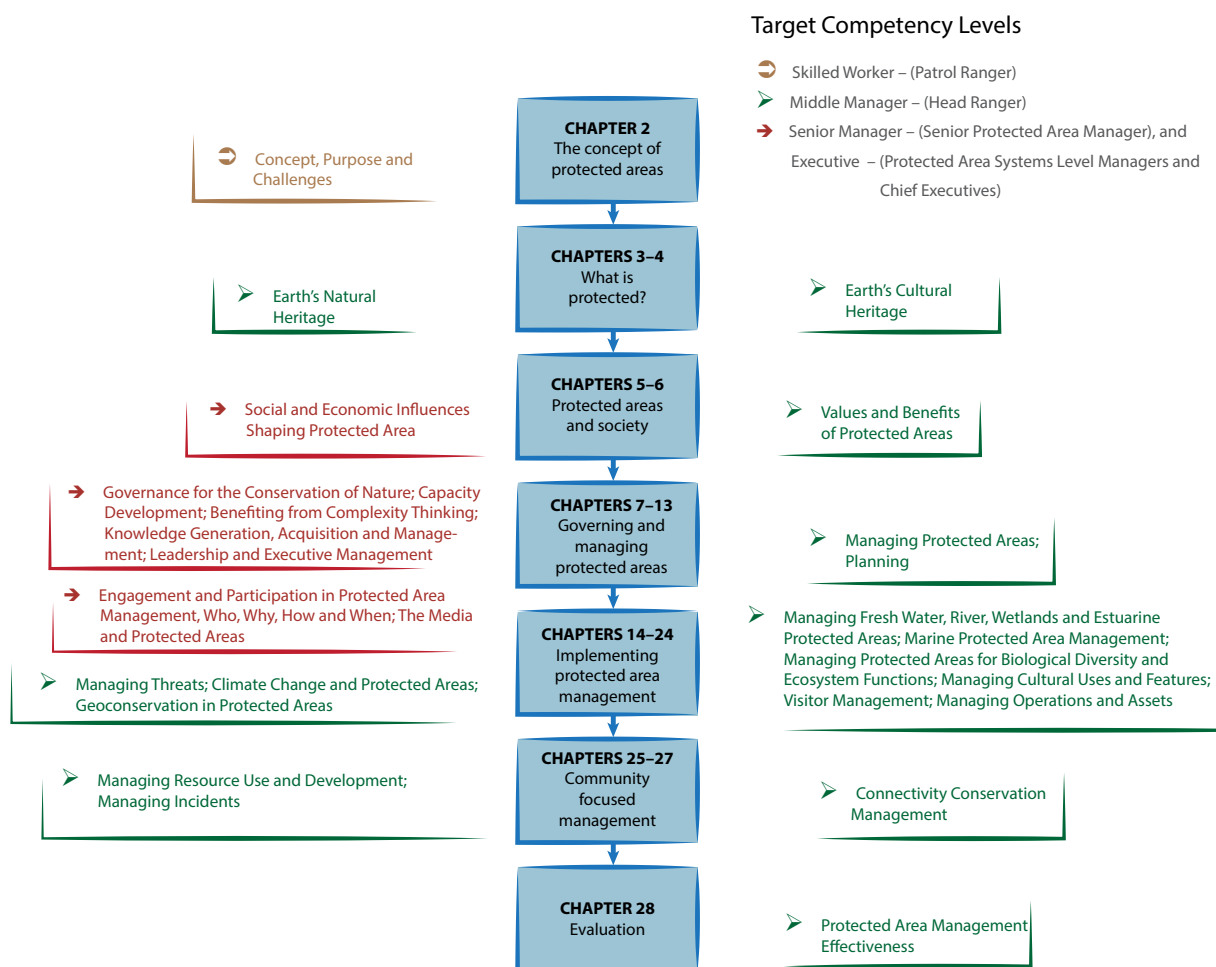 Target Competency Levels
Skilled Worker – (Patrol Ranger)
Middle Manager – (Head Ranger)
Senior Manager – (Senior Protected Area Manager), and
Executive – (Protected Area Systems Level Managers and
Chief Executives)
CHAPTER 2
The concept of
protected areas
Concept, Purpose and
Challenges
CHAPTERS 3–4
What is
protected?
Earth’s Natural
Heritage
Earth’s Cultural
Heritage
CHAPTERS 5–6
Protected areas
and society
Social and Economic Influences
Shaping Protected Area
Values and Benefits
of Protected Areas
CHAPTERS 7–13
Governing and
managing
protected areas
Governance for the Conservation of Nature; Capacity
Development; Benefiting from Complexity Thinking;
Knowledge Generation, Acquisition and Manage-
ment; Leadership and Executive Management
Managing Protected Areas;
Planning
CHAPTERS 14–24
Implementing
protected area
management
Engagement and Participation in Protected Area
Management, Who, Why, How and When; The Media
and Protected Areas
Managing Threats; Climate Change and Protected Areas;
Geoconservation in Protected Areas
Managing Fresh Water, River, Wetlands and Estuarine
Protected Areas; Marine Protected Area Management;
Managing Protected Areas for Biological Diversity and
Ecosystem Functions; Managing Cultural Uses and Features;
Visitor Management; Managing Operations and Assets
CHAPTERS 25–27
Community
focused
management
Managing Resource Use and Development;
Managing Incidents
Connectivity Conservation
Management
CHAPTER 28
Evaluation
Protected Area Management
Effectiveness